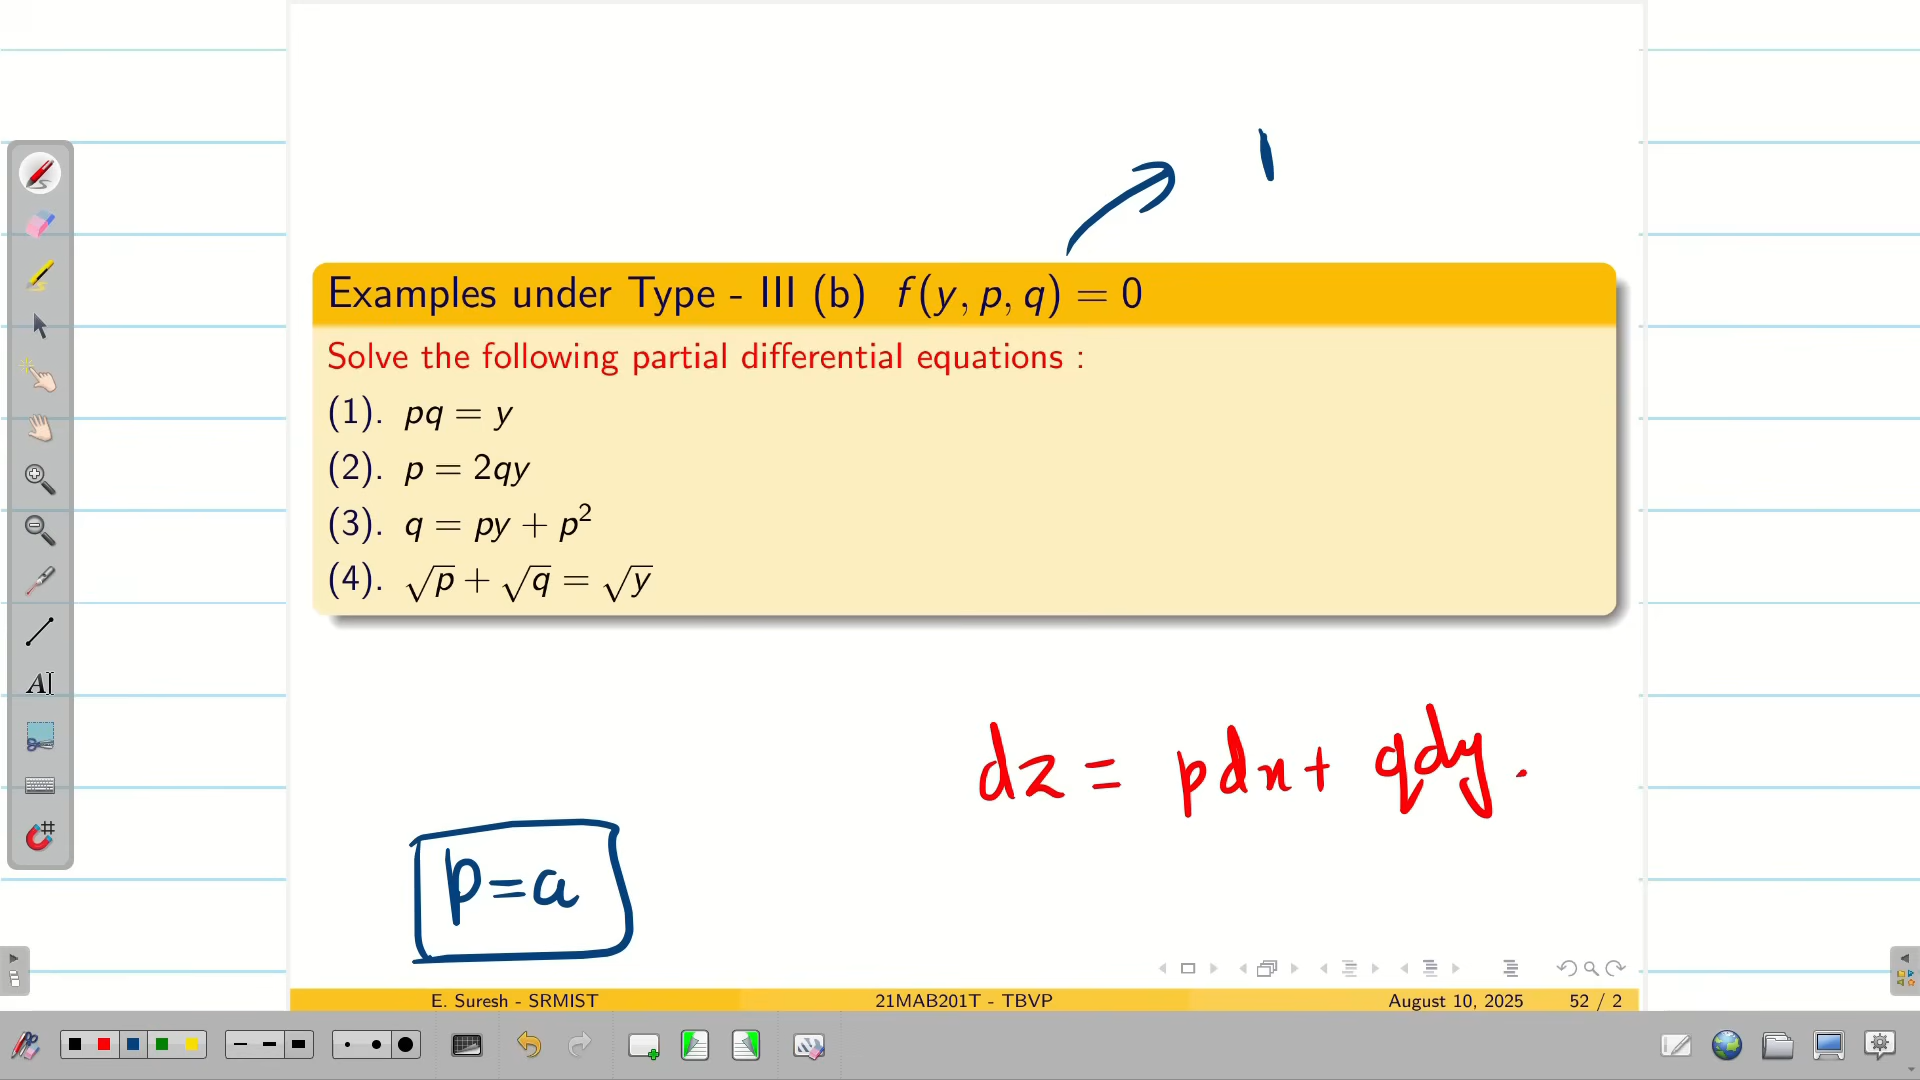 Examples under Type - III (b) f(y, p, q) = 0
Solve the following partial differential equations :
(1). pq = y
(2). p = 2qy
(3). q = py + p²
(4). √p + √q = √y
dz = pdx + qdy.
p=a
E. Suresh - SRMIST 21MAB201T - TBVP August 10, 2025 52 / 2